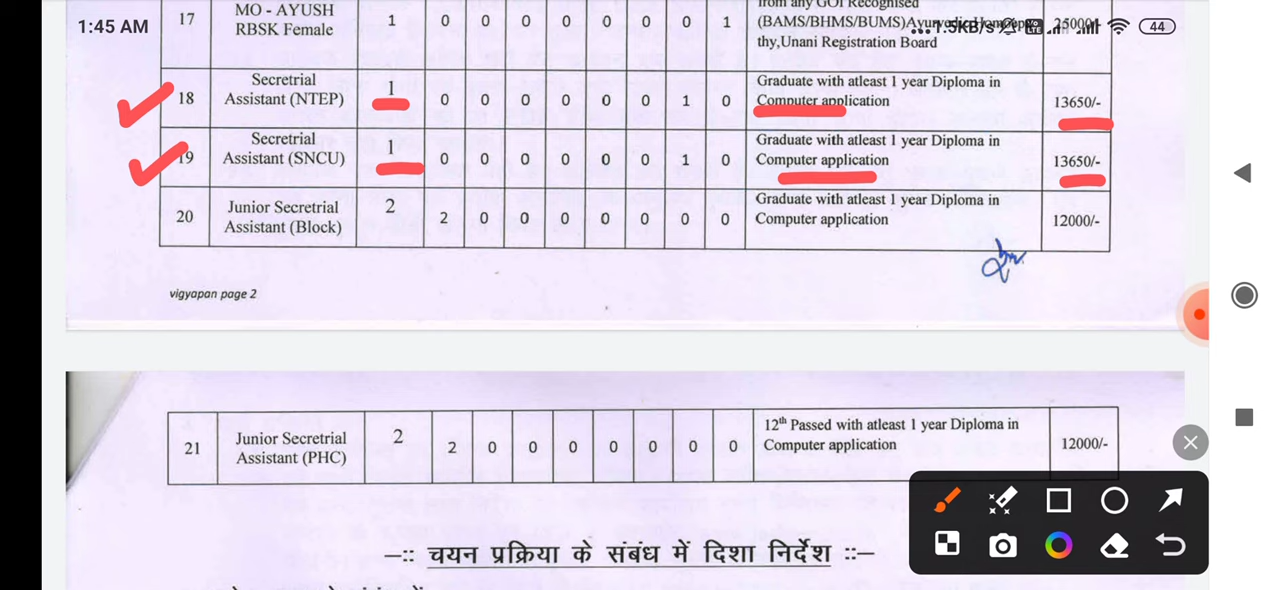 1:45 AM
44
from any GOI Recognised
17 MO - AYUSH 1 0 0 0 0 0 0 0 1 (BAMS/BHMS/BUMS)
RBSK Female
thy,Unani Registration Board
Secretrial Graduate with atleast 1 year Diploma in
18 Assistant (NTEP) 1 0 0 0 0 0 0 1 0 Computer application 13650/-
Secretrial Graduate with atleast 1 year Diploma in
19 Assistant (SNCU) 1 0 0 0 0 0 0 1 0 Computer application 13650/-
Junior Secretrial Graduate with atleast 1 year Diploma in
20 Assistant (Block) 2 2 0 0 0 0 0 0 0 Computer application 12000/-
vigyapan page 2
Junior Secretrial 12th Passed with atleast 1 year Diploma in
21 Assistant (PHC) 2 2 0 0 0 0 0 0 0 Computer application 12000/-
-:: चयन प्रक्रिया के संबंध में दिशा निर्देश ::-